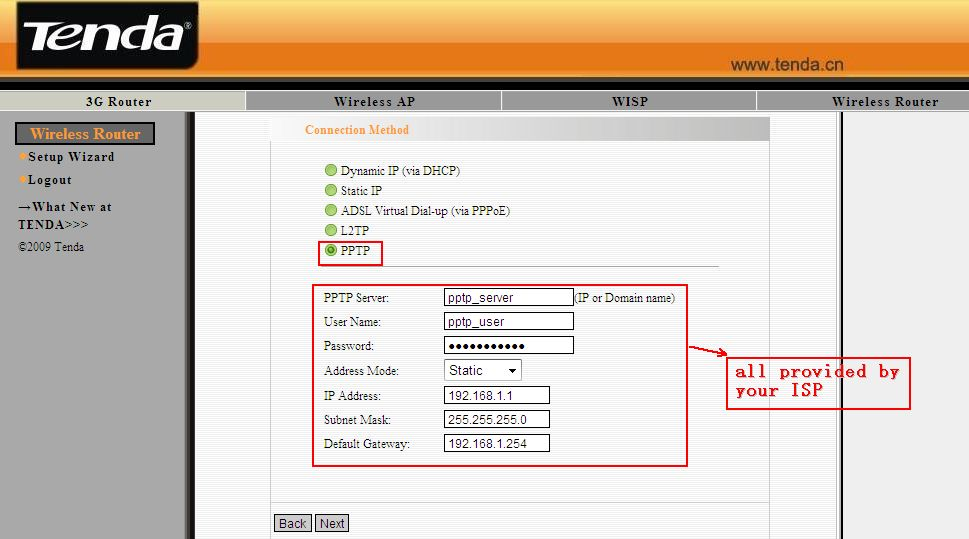 Tenda®
www.tenda.cn
3G Router
Wireless AP
WISP
Wireless Router
Wireless Router
Setup Wizard
Logout
→What New at
TENDA>>>
©2009 Tenda
Connection Method
Dynamic IP (via DHCP)
Static IP
ADSL Virtual Dial-up (via PPPoE)
L2TP
PPTP
PPTP Server: pptp_server (IP or Domain name)
User Name: pptp_user
Password: ●●●●●●●●●●●
Address Mode: Static
IP Address: 192.168.1.1
Subnet Mask: 255.255.255.0
Default Gateway: 192.168.1.254
all provided by
your ISP
Back Next